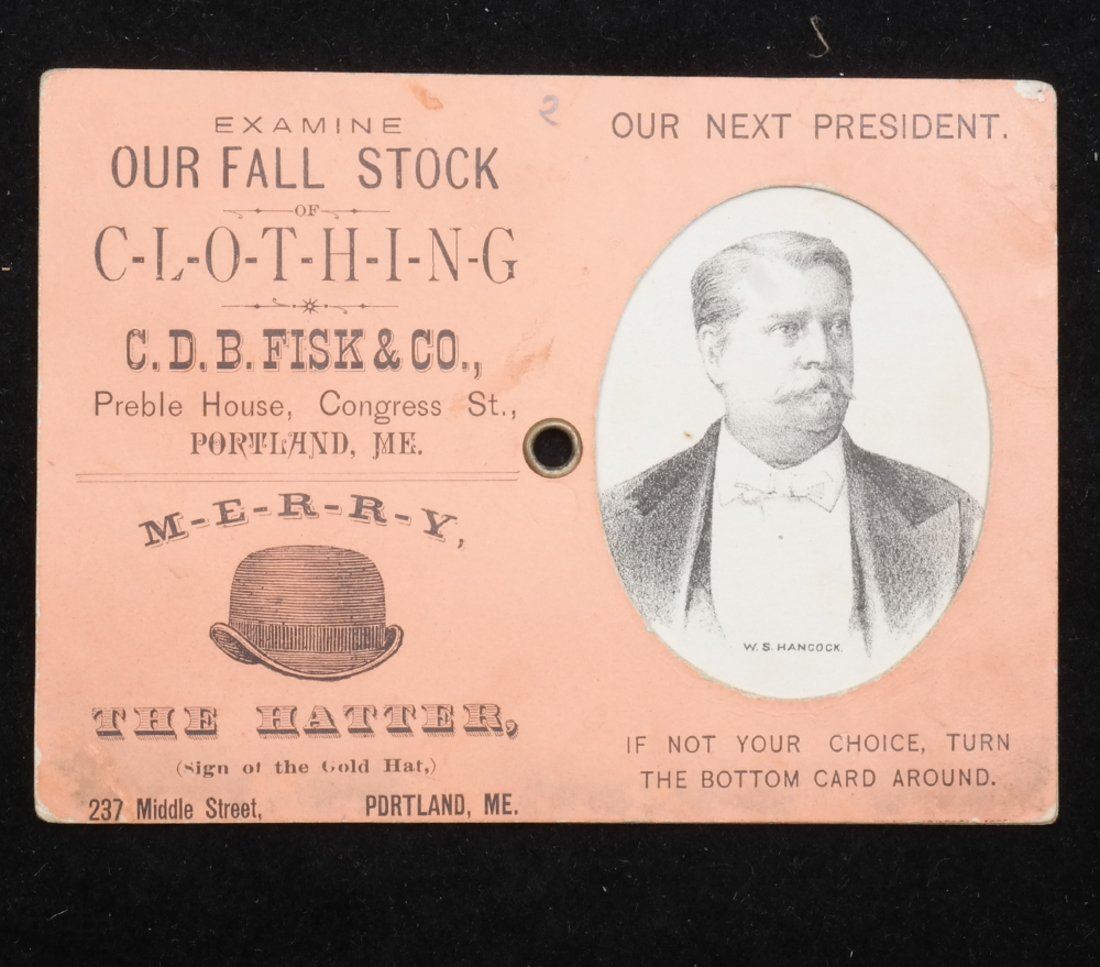 EXAMINE
OUR FALL STOCK
OF
C-L-O-T-H-I-N-G
C. D. B. FISK & CO.,
Preble House, Congress St.,
PORTLAND, ME.
M-E-R-R-Y,
THE HATTER,
(Sign of the Gold Hat,)
237 Middle Street, PORTLAND, ME.
2
OUR NEXT PRESIDENT.
W. S. HANCOCK.
IF NOT YOUR CHOICE, TURN
THE BOTTOM CARD AROUND.